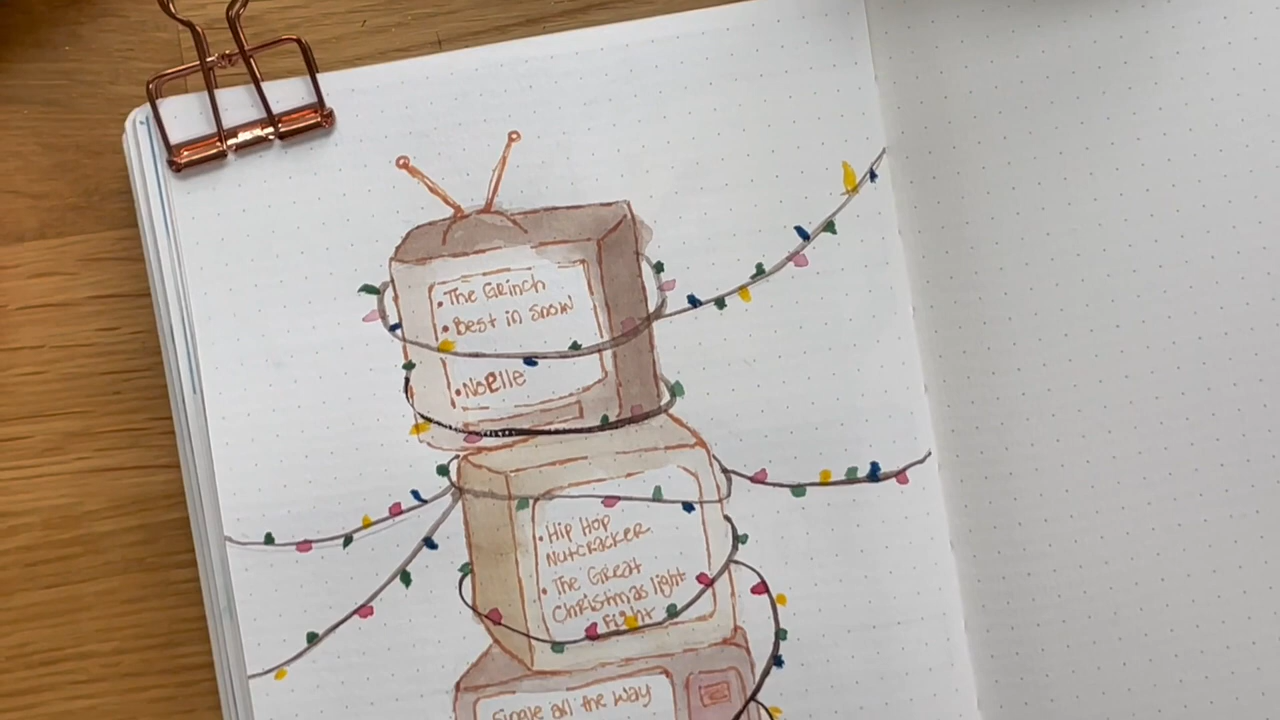 • The Grinch
• Best in Snow
• Noelle
• Hip Hop
Nutcracker
• The Great
Christmas light
Fight
Single all the way